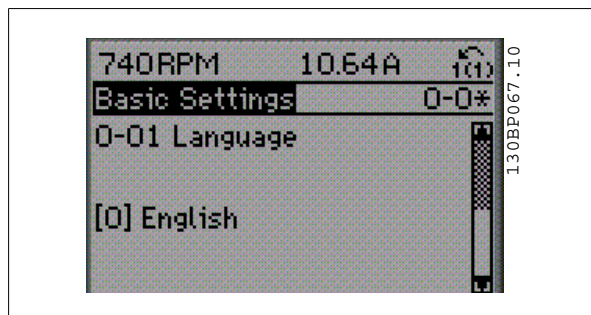 740RPM 10.64A 1(1)
Basic Settings 0-0*
0-01 Language
[0] English
130BP067.10